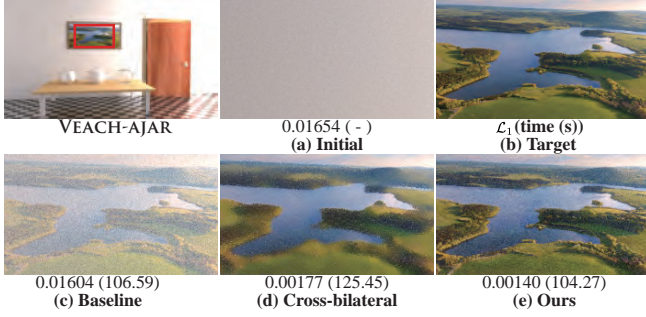 VEACH-AJAR
0.01654 ( - )
(a) Initial
ℒ₁(time (s))
(b) Target
0.01604 (106.59)
(c) Baseline
0.00177 (125.45)
(d) Cross-bilateral
0.00140 (104.27)
(e) Ours